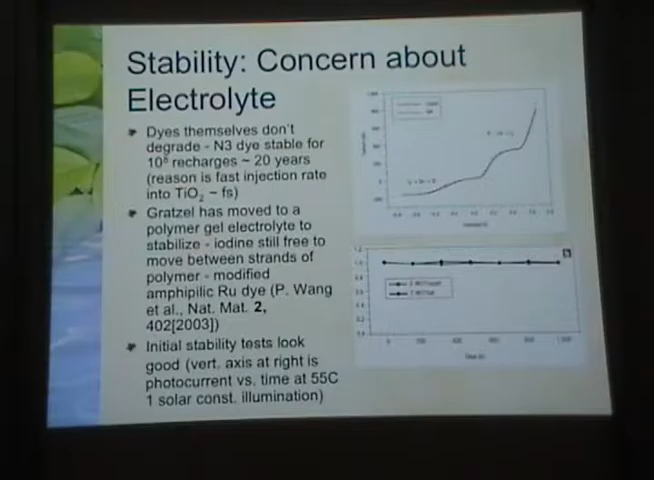 Stability: Concern about
Electrolyte
Dyes themselves don't
degrade - N3 dye stable for
10⁸ recharges ~ 20 years
(reason is fast injection rate
into TiO₂ ~ fs)
Gratzel has moved to a
polymer gel electrolyte to
stabilize - iodine still free to
move between strands of
polymer - modified
amphipilic Ru dye (P. Wang
et al., Nat. Mat. 2,
402[2003])
Initial stability tests look
good (vert. axis at right is
photocurrent vs. time at 55C
1 solar const. illumination)